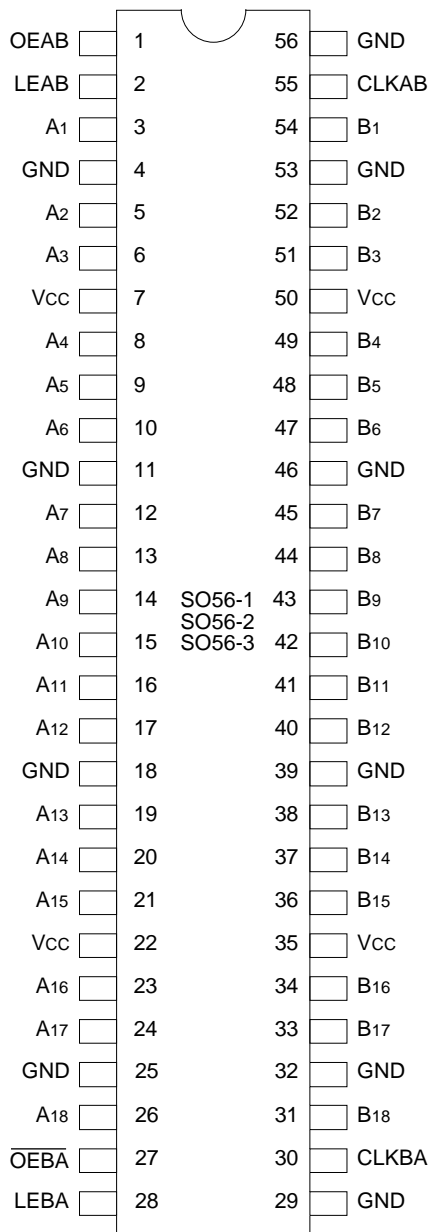 OEAB 1 56 GND
LEAB 2 55 CLKAB
A1 3 54 B1
GND 4 53 GND
A2 5 52 B2
A3 6 51 B3
VCC 7 50 VCC
A4 8 49 B4
A5 9 48 B5
A6 10 47 B6
GND 11 46 GND
A7 12 45 B7
A8 13 44 B8
A9 14 SO56-1 43 B9
SO56-2
A10 15 SO56-3 42 B10
A11 16 41 B11
A12 17 40 B12
GND 18 39 GND
A13 19 38 B13
A14 20 37 B14
A15 21 36 B15
VCC 22 35 VCC
A16 23 34 B16
A17 24 33 B17
GND 25 32 GND
A18 26 31 B18
O̅E̅B̅A̅ 27 30 CLKBA
LEBA 28 29 GND